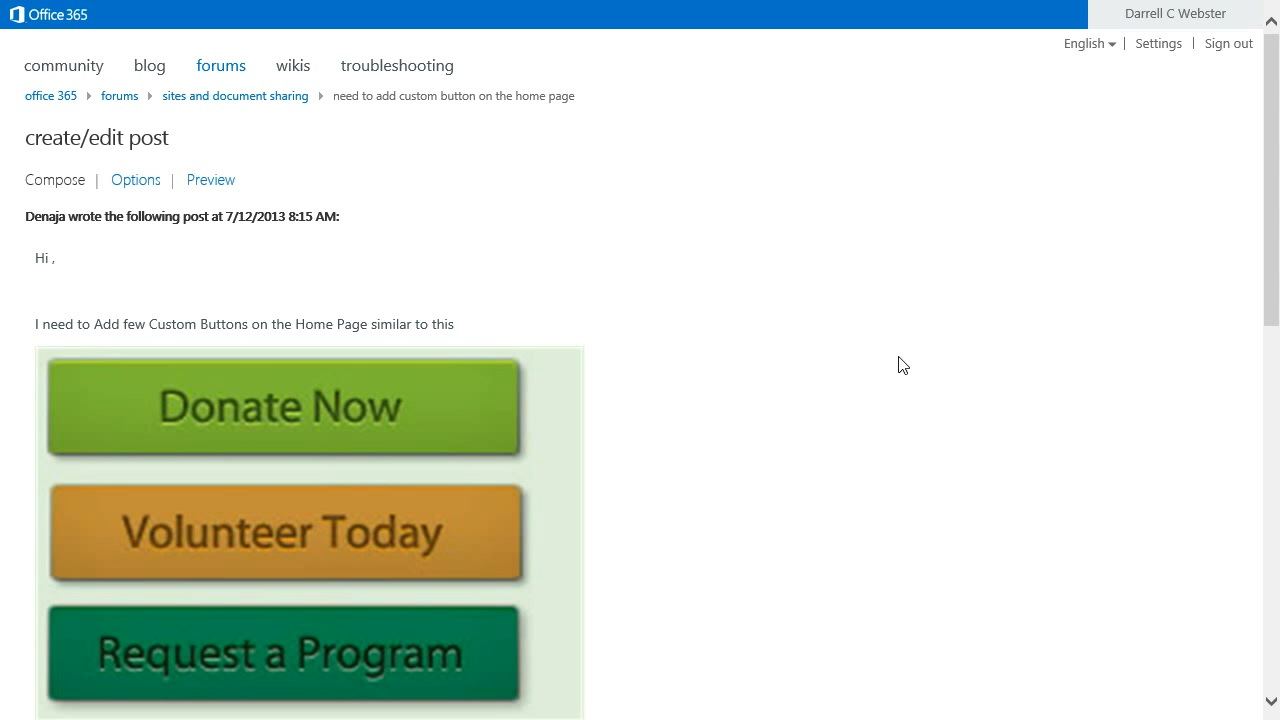 Office 365
Darrell C Webster
English | Settings | Sign out
community blog forums wikis troubleshooting
office 365 forums sites and document sharing need to add custom button on the home page
create/edit post
Compose | Options | Preview
Denaja wrote the following post at 7/12/2013 8:15 AM:
Hi ,
I need to Add few Custom Buttons on the Home Page similar to this
Donate Now
Volunteer Today
Request a Program